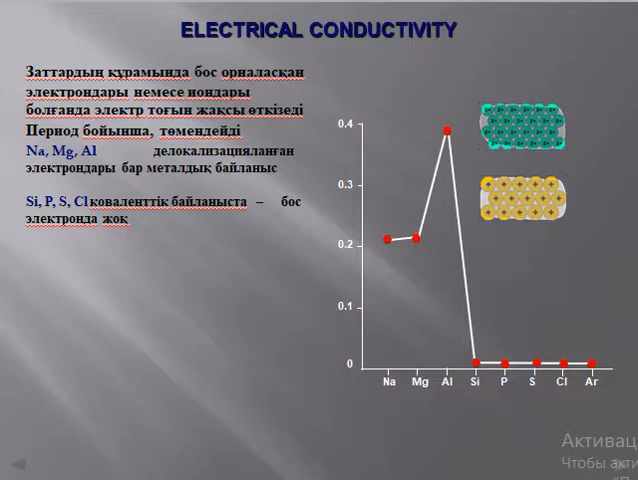 ELECTRICAL CONDUCTIVITY
Заттардың құрамында бос орналасқан
электрондары немесе иондары
болғанда электр тоғын жақсы өткізеді
Период бойынша, төмендейді
Na, Mg, Al делокализацияланған
электрондары бар металдық байланыс
Si, P, S, Cl коваленттік байланыста – бос
электронда жоқ
0.4
0.3
0.2
0.1
0
Na Mg Al Si P S Cl Ar
Активац
Чтобы акти